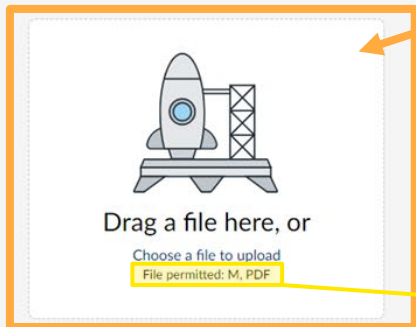 Drag a file here, or
Choose a file to upload
File permitted: M, PDF